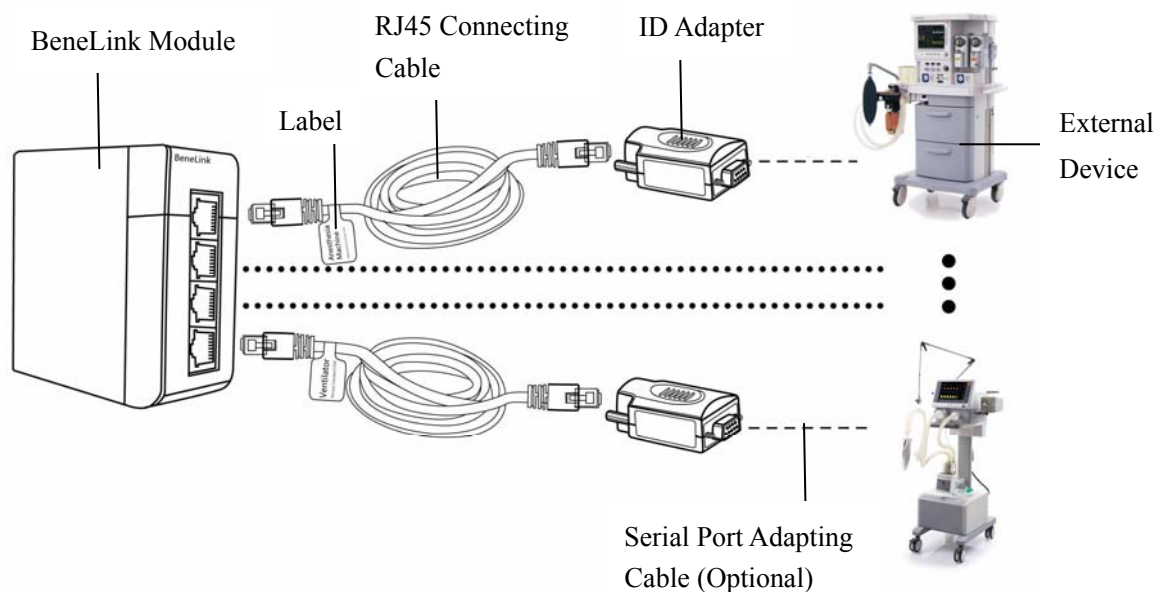 BeneLink Module
RJ45 Connecting
Cable
ID Adapter
Label
External
Device
BeneLink
Anesthesia
Machine
Ventilator
Serial Port Adapting
Cable (Optional)